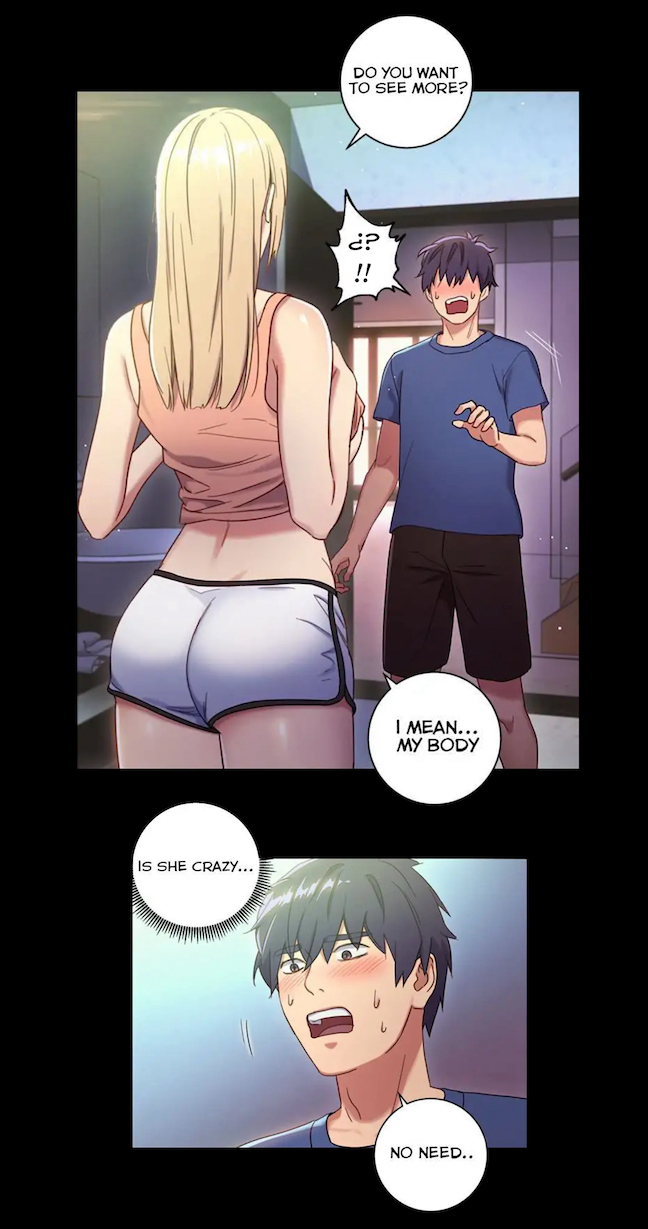 DO YOU WANT
TO SEE MORE?
¿?
!!
I MEAN...
MY BODY
IS SHE CRAZY...
NO NEED..